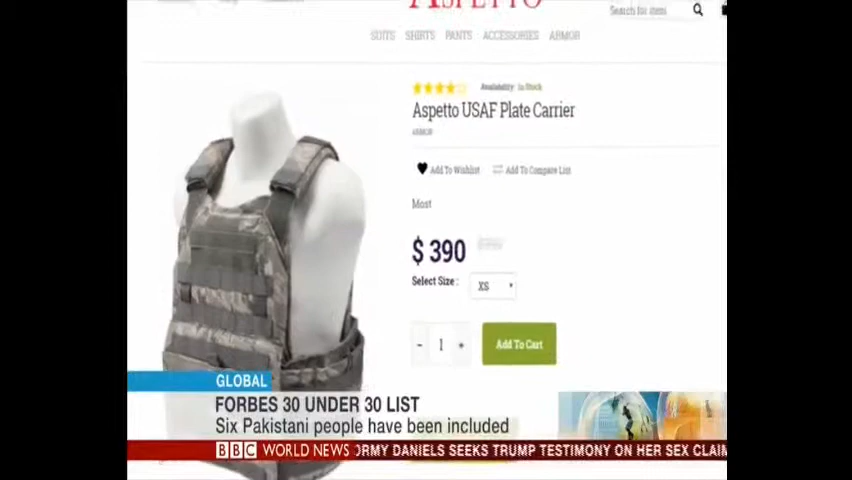 ASPETTO
Search for item
SUITS SHIRTS PANTS ACCESSORIES ARMOR
Availability: In Stock
Aspetto USAF Plate Carrier
ARMOR
Add To Wishlist Add To Compare List
Most
$ 390
Select Size : XS
- 1 + Add To Cart
GLOBAL
FORBES 30 UNDER 30 LIST
Six Pakistani people have been included
BBC WORLD NEWS ORMY DANIELS SEEKS TRUMP TESTIMONY ON HER SEX CLAIM